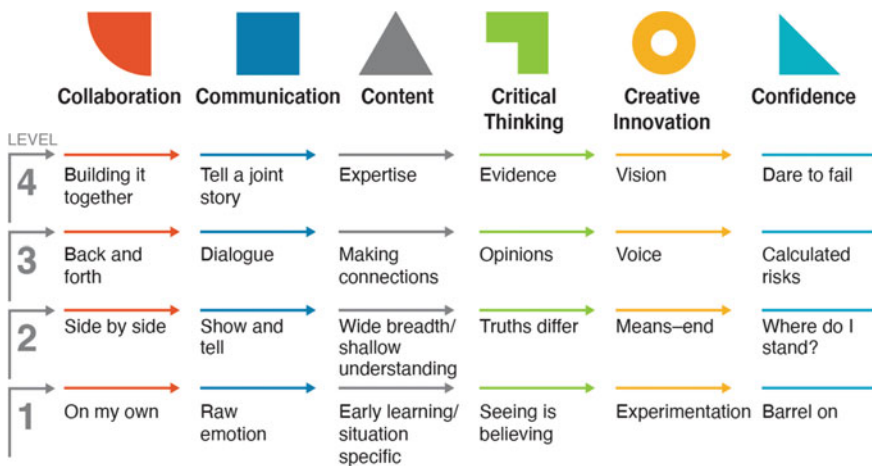 Collaboration
Communication
Content
Critical
Thinking
Creative
Innovation
Confidence
LEVEL
4
Building it
together
Tell a joint
story
Expertise
Evidence
Vision
Dare to fail
3
Back and
forth
Dialogue
Making
connections
Opinions
Voice
Calculated
risks
2
Side by side
Show and
tell
Wide breadth/
shallow
understanding
Truths differ
Means–end
Where do I
stand?
1
On my own
Raw
emotion
Early learning/
situation
specific
Seeing is
believing
Experimentation
Barrel on